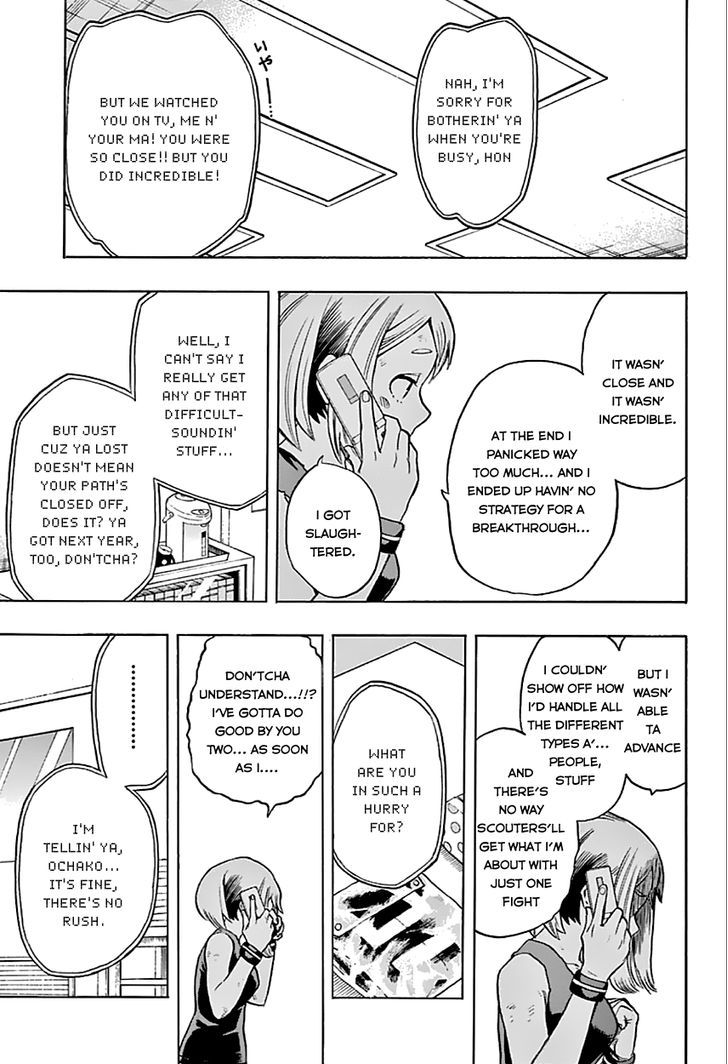 NAH, I'M
SORRY FOR
BOTHERIN' YA
WHEN YOU'RE
BUSY, HON
いやー……
BUT WE WATCHED
YOU ON TV, ME N'
YOUR MA! YOU WERE
SO CLOSE!! BUT YOU
DID INCREDIBLE!
IT WASN'
CLOSE AND
IT WASN'
INCREDIBLE.
AT THE END I
PANICKED WAY
TOO MUCH... AND I
ENDED UP HAVIN' NO
STRATEGY FOR A
BREAKTHROUGH...
I GOT
SLAUGH-
TERED.
WELL, I
CAN'T SAY I
REALLY GET
ANY OF THAT
DIFFICULT-
SOUNDIN'
STUFF...
BUT JUST
CUZ YA LOST
DOESN'T MEAN
YOUR PATH'S
CLOSED OFF,
DOES IT? YA
GOT NEXT YEAR,
TOO, DON'TCHA?
BUT I
WASN'
ABLE
TA
ADVANCE
I COULDN'
SHOW OFF HOW
I'D HANDLE ALL
THE DIFFERENT
TYPES A'...
PEOPLE,
STUFF
AND
THERE'S
NO WAY
SCOUTERS'LL
GET WHAT I'M
ABOUT WITH
JUST ONE
FIGHT
WHAT
ARE YOU
IN SUCH A
HURRY
FOR?
DON'TCHA
UNDERSTAND...!!?
I'VE GOTTA DO
GOOD BY YOU
TWO... AS SOON
AS I....
………
I'M
TELLIN' YA,
OCHAKO...
IT'S FINE,
THERE'S NO
RUSH.